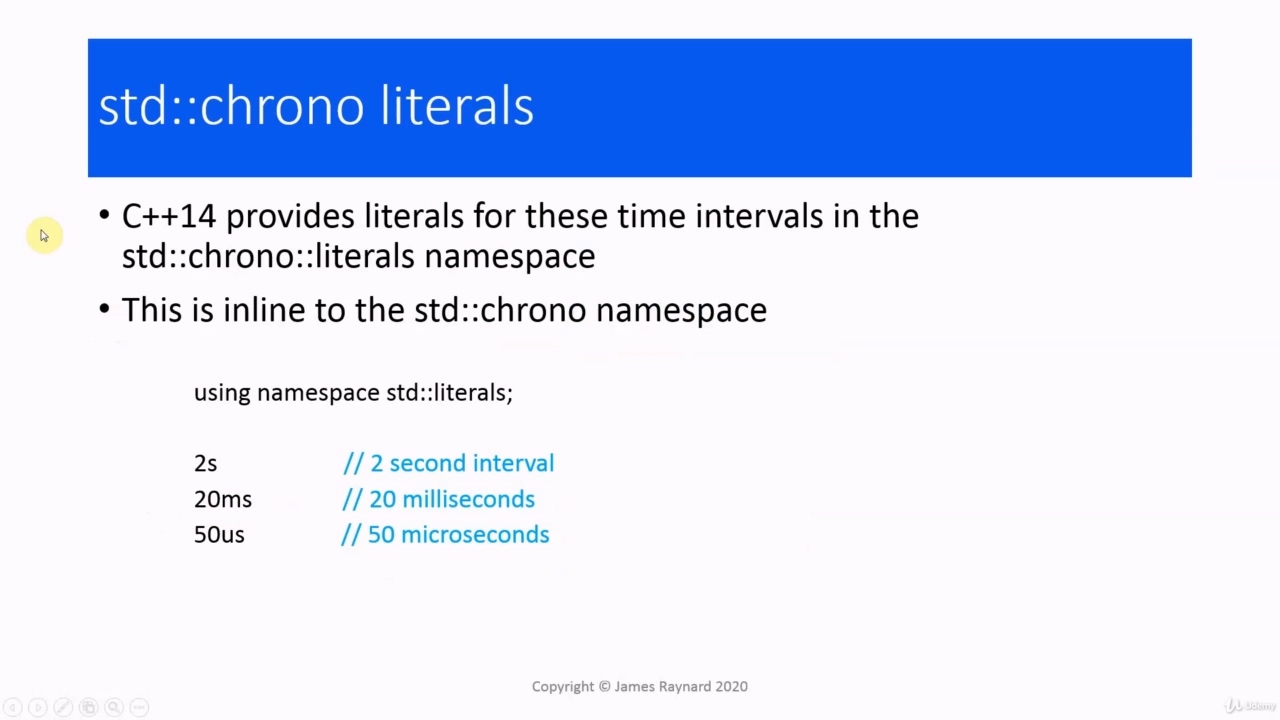 std::chrono literals
• C++14 provides literals for these time intervals in the
std::chrono::literals namespace
• This is inline to the std::chrono namespace
using namespace std::literals;
2s // 2 second interval
20ms // 20 milliseconds
50us // 50 microseconds
Copyright © James Raynard 2020
Udemy